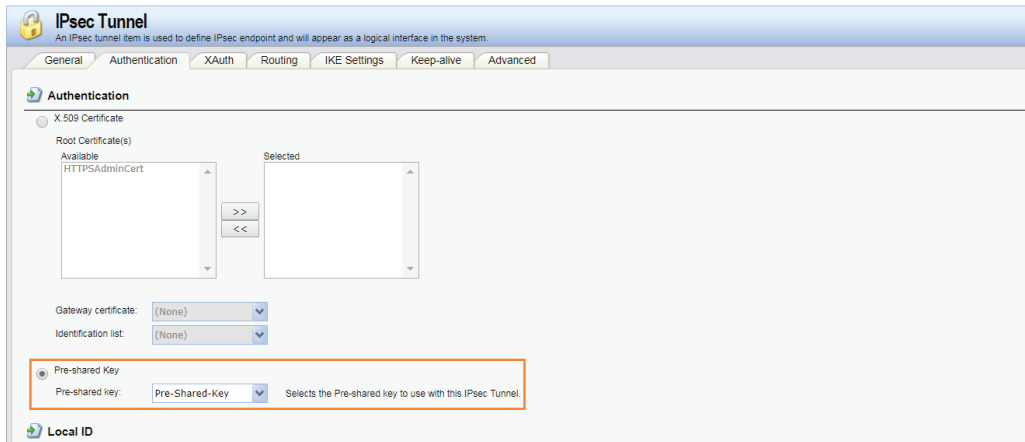 IPsec Tunnel
An IPsec tunnel item is used to define IPsec endpoint and will appear as a logical interface in the system.
General Authentication XAuth Routing IKE Settings Keep-alive Advanced
Authentication
X.509 Certificate
Root Certificate(s)
Available Selected
HTTPSAdminCert
>>
<<
Gateway certificate: (None)
Identification list: (None)
Pre-shared Key
Pre-shared key: Pre-Shared-Key Selects the Pre-shared key to use with this IPsec Tunnel.
Local ID